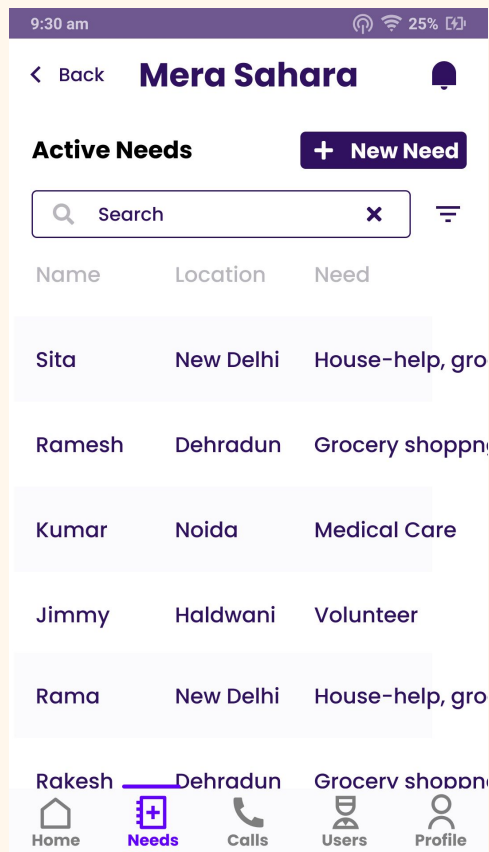 9:30 am 25%
Back Mera Sahara
Active Needs + New Need
Search
Name Location Need
Sita New Delhi House-help, gro
Ramesh Dehradun Grocery shoppng
Kumar Noida Medical Care
Jimmy Haldwani Volunteer
Rama New Delhi House-help, gro
Rakesh Dehradun Grocery shoppn
Home Needs Calls Users Profile